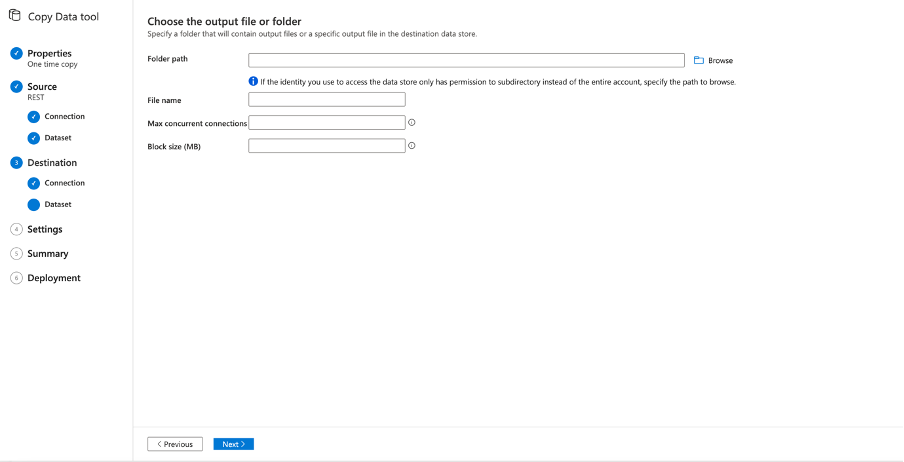 Copy Data tool
Properties
One time copy
Source
REST
Connection
Dataset
3 Destination
Connection
Dataset
4 Settings
5 Summary
6 Deployment
Choose the output file or folder
Specify a folder that will contain output files or a specific output file in the destination data store.
Folder path
Browse
If the identity you use to access the data store only has permission to subdirectory instead of the entire account, specify the path to browse.
File name
Max concurrent connections
Block size (MB)
< Previous
Next >